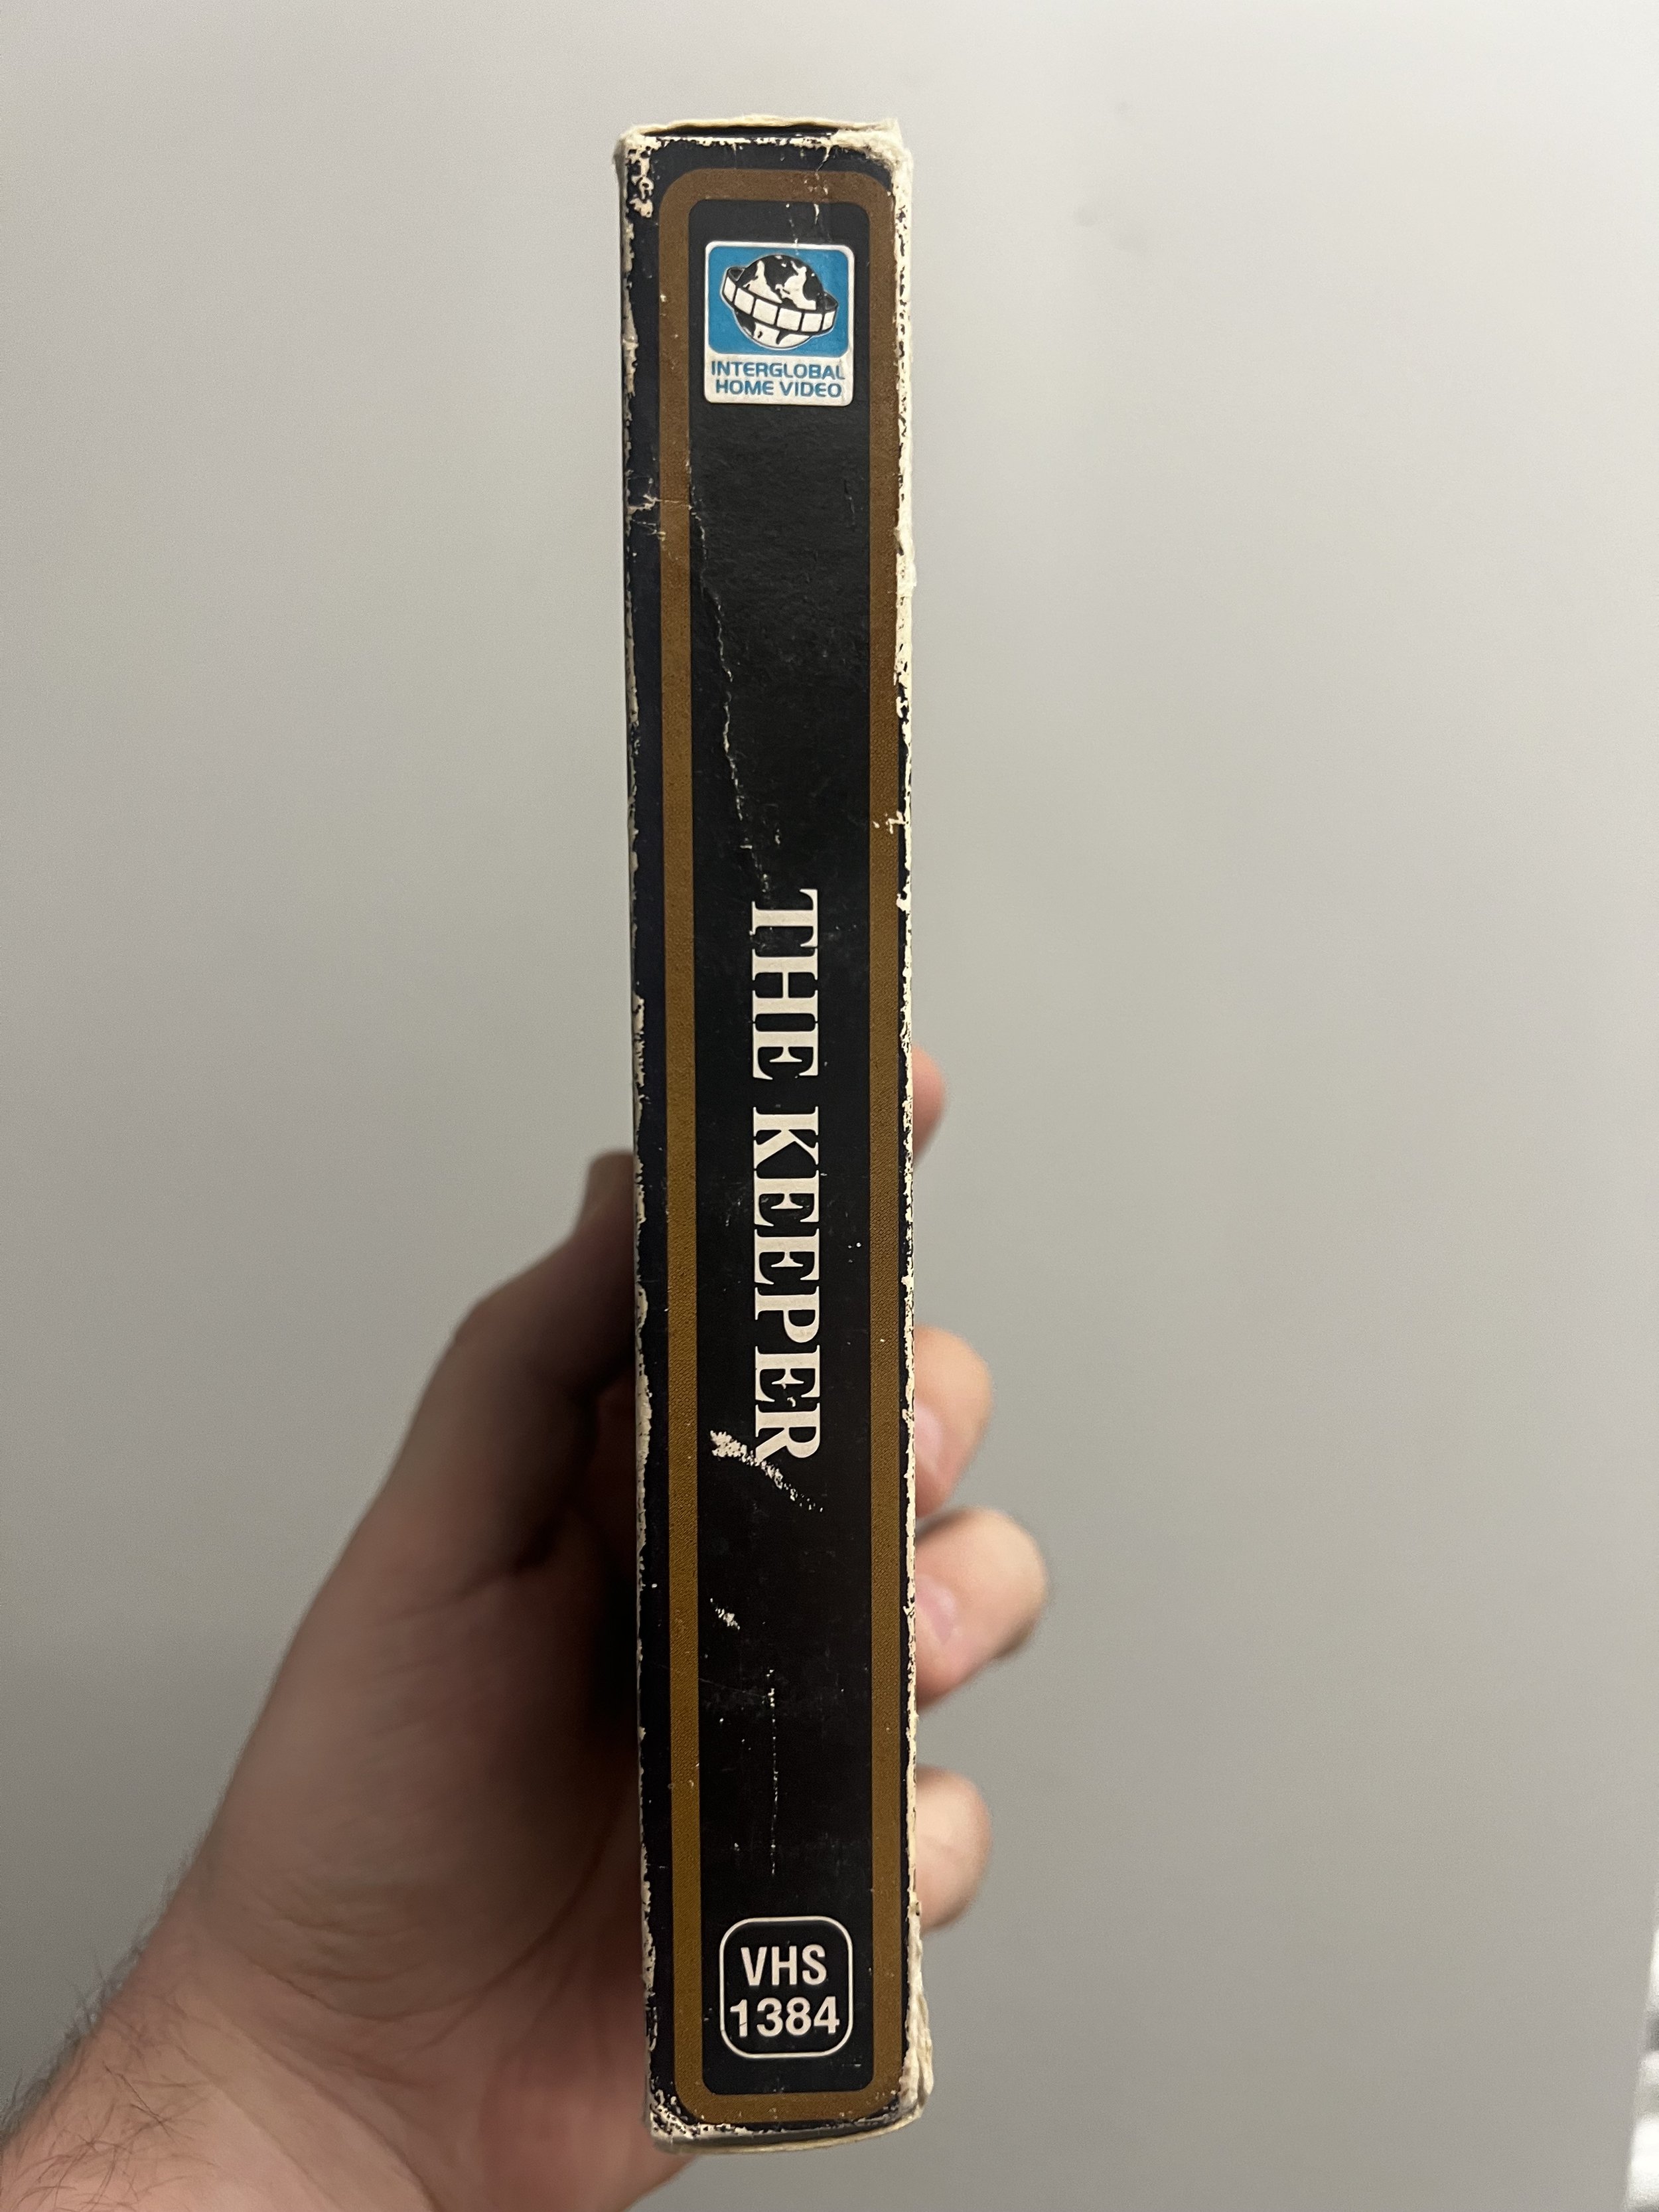 INTERGLOBAL
HOME VIDEO
THE KEEPER
VHS
1384